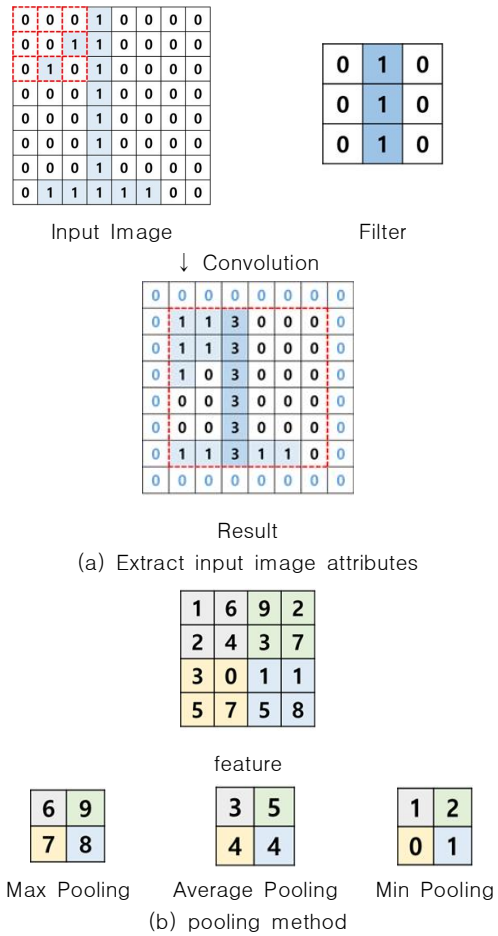 0 0 0 1 0 0 0 0
0 0 1 1 0 0 0 0
0 1 0 1 0 0 0 0
0 0 0 1 0 0 0 0
0 0 0 1 0 0 0 0
0 0 0 1 0 0 0 0
0 0 0 1 0 0 0 0
0 1 1 1 1 1 0 0
Input Image
0 1 0
0 1 0
0 1 0
Filter
↓ Convolution
0 0 0 0 0 0 0 0
0 1 1 3 0 0 0 0
0 1 1 3 0 0 0 0
0 1 0 3 0 0 0 0
0 0 0 3 0 0 0 0
0 0 0 3 0 0 0 0
0 1 1 3 1 1 0 0
0 0 0 0 0 0 0 0
Result
(a) Extract input image attributes
1 6 9 2
2 4 3 7
3 0 1 1
5 7 5 8
feature
6 9
7 8
Max Pooling
3 5
4 4
Average Pooling
1 2
0 1
Min Pooling
(b) pooling method